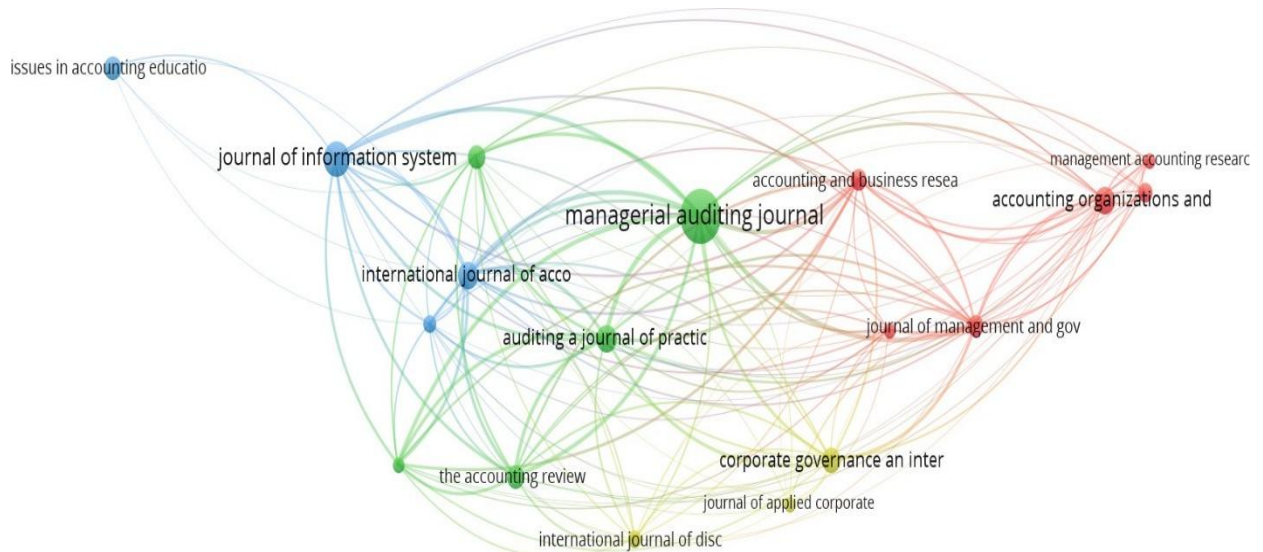 issues in accounting educatio
journal of information system
management accounting researc
accounting and business resea
accounting organizations and
managerial auditing journal
international journal of acco
journal of management and gov
auditing a journal of practic
corporate governance an inter
the accounting review
journal of applied corporate
international journal of disc